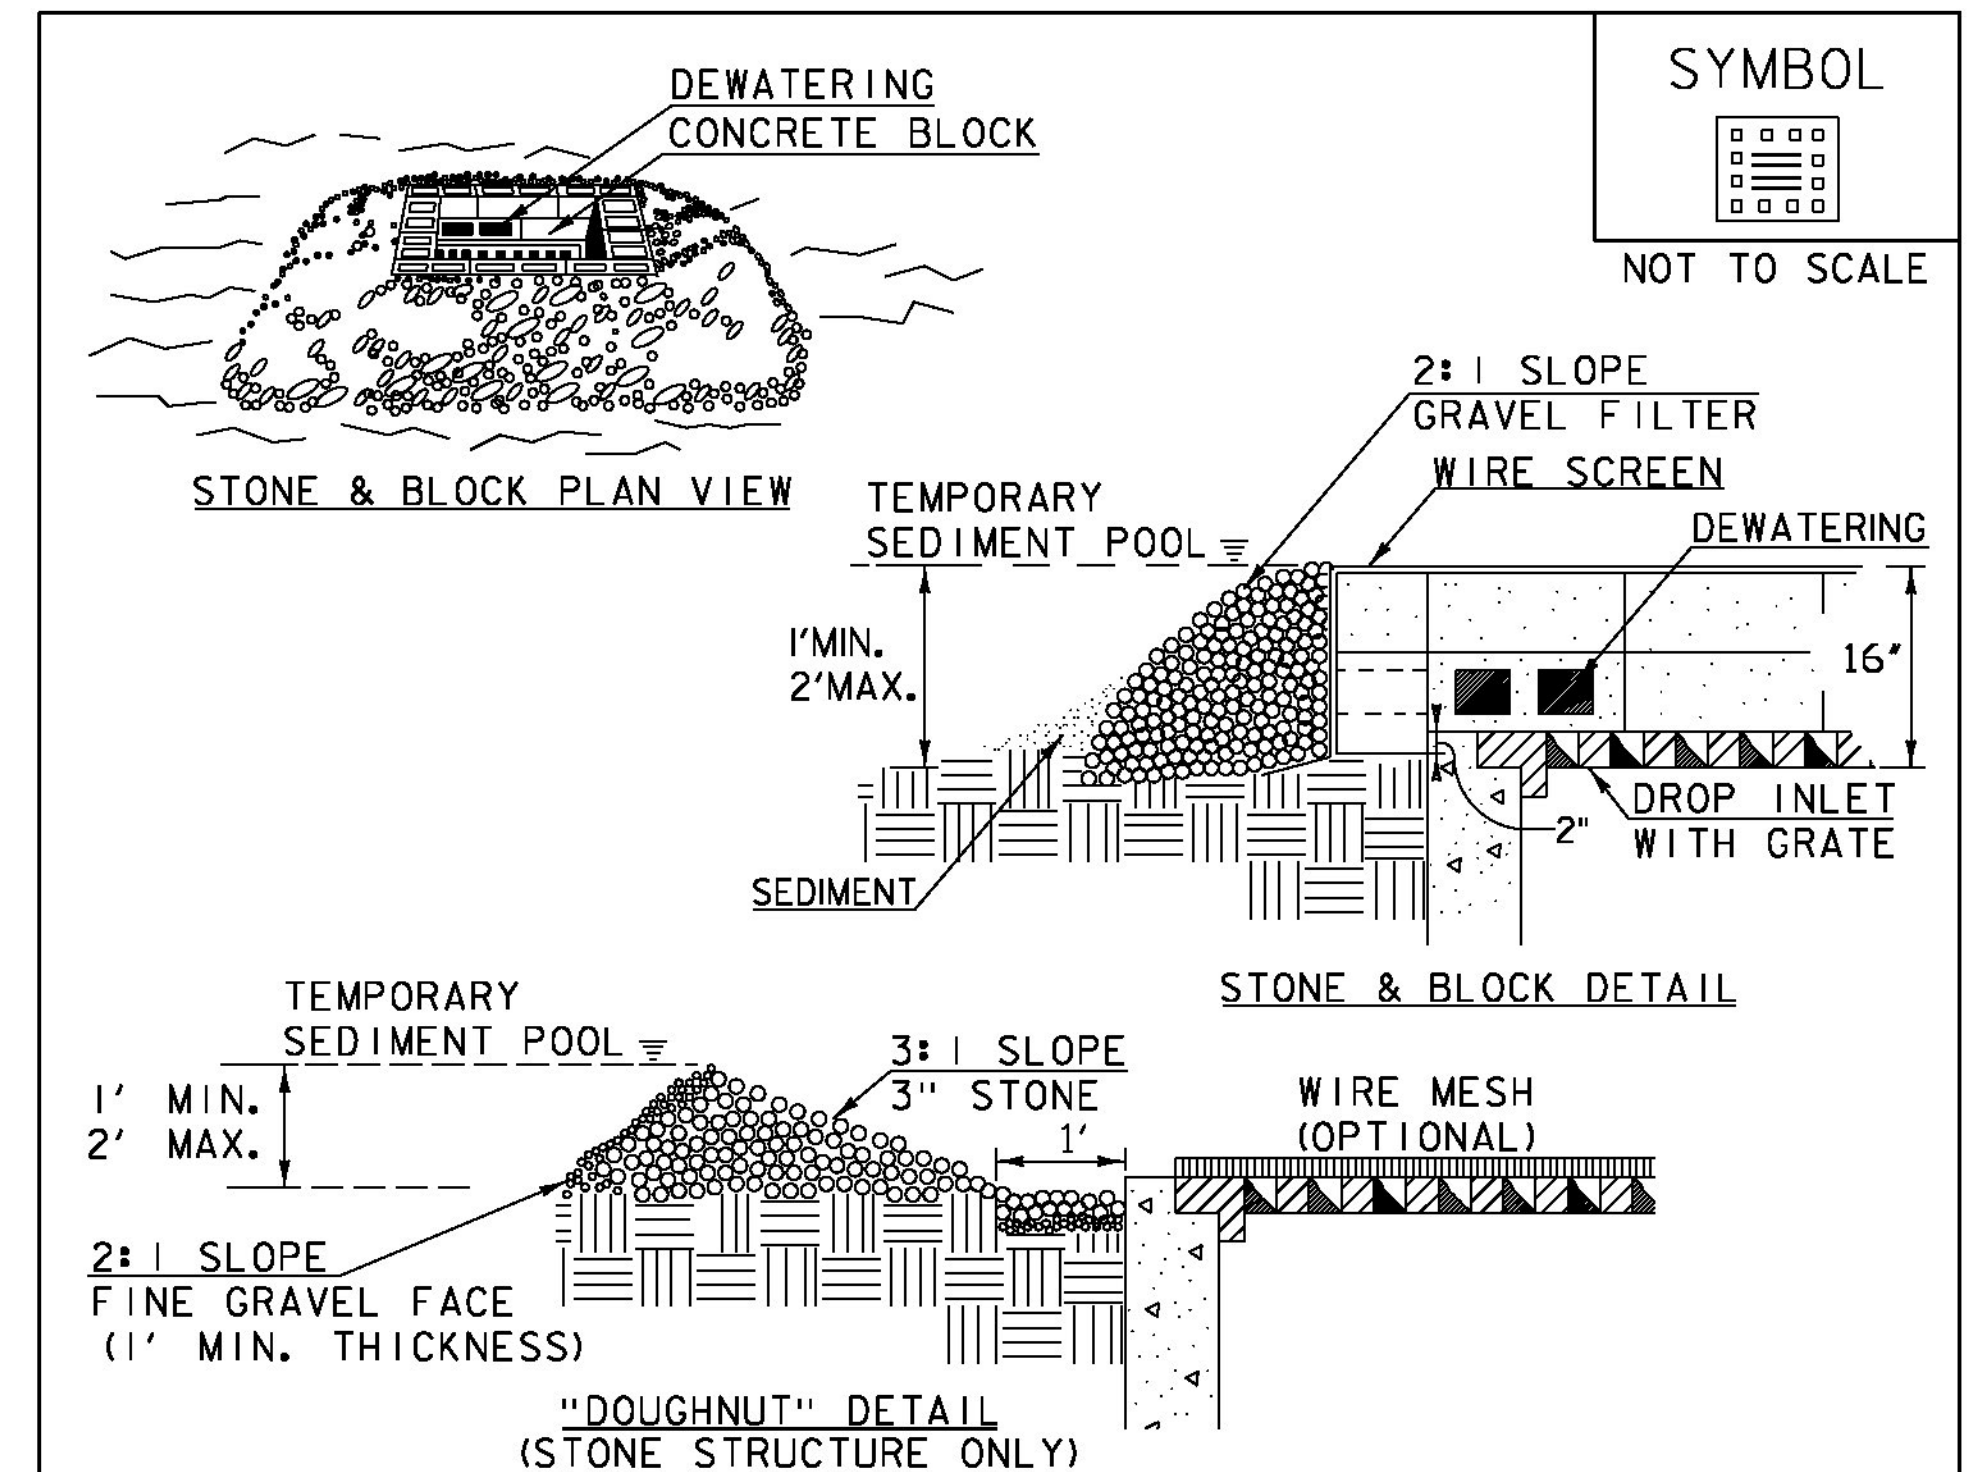 SYMBOL
NOT TO SCALE
DEWATERING
CONCRETE BLOCK
STONE & BLOCK PLAN VIEW
2:1 SLOPE
GRAVEL FILTER
WIRE SCREEN
DEWATERING
TEMPORARY
SEDIMENT POOL
1'MIN.
2'MAX.
16"
DROP INLET
WITH GRATE
2"
SEDIMENT
STONE & BLOCK DETAIL
TEMPORARY
SEDIMENT POOL
1' MIN.
2' MAX.
3:1 SLOPE
3" STONE
1'
WIRE MESH
(OPTIONAL)
2:1 SLOPE
FINE GRAVEL FACE
(1' MIN. THICKNESS)
"DOUGHNUT" DETAIL
(STONE STRUCTURE ONLY)